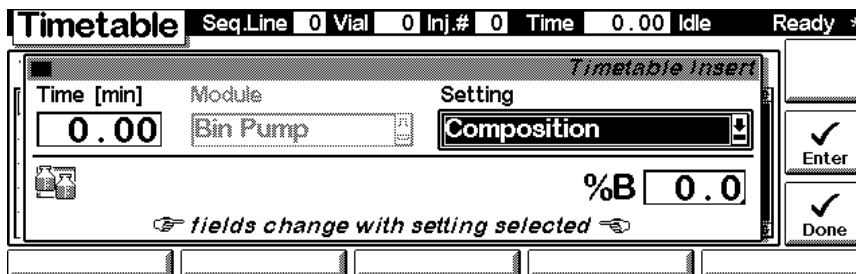 Timetable Seq.Line 0 Vial 0 Inj.# 0 Time 0.00 Idle Ready *
Timetable Insert
Time [min] Module Setting
0.00 Bin Pump Composition
Enter
%B 0.0
fields change with setting selected
Done